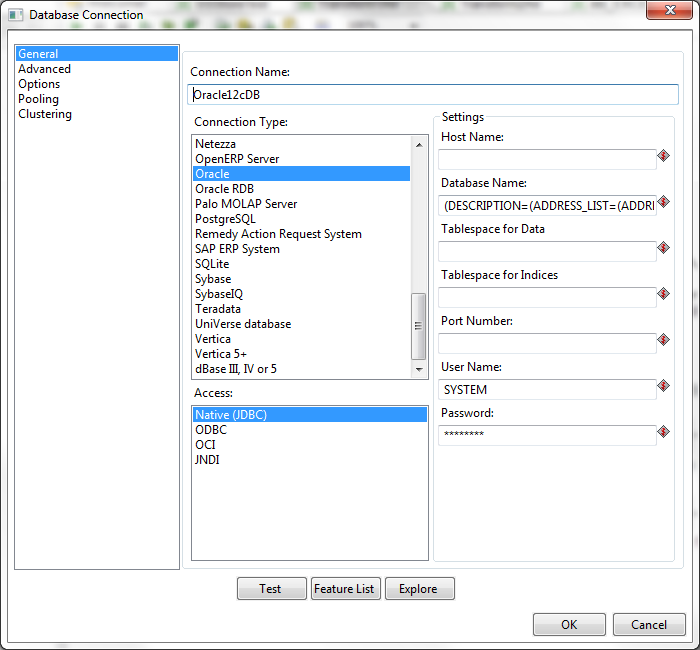 Database Connection
General
Advanced
Options
Pooling
Clustering
Connection Name:
Oracle12cDB
Connection Type:
Netezza
OpenERP Server
Oracle
Oracle RDB
Palo MOLAP Server
PostgreSQL
Remedy Action Request System
SAP ERP System
SQLite
Sybase
SybaseIQ
Teradata
UniVerse database
Vertica
Vertica 5+
dBase III, IV or 5
Access:
Native (JDBC)
ODBC
OCI
JNDI
Settings
Host Name:
Database Name:
(DESCRIPTION=(ADDRESS_LIST=(ADDRI
Tablespace for Data
Tablespace for Indices
Port Number:
User Name:
SYSTEM
Password:
********
Test
Feature List
Explore
OK
Cancel